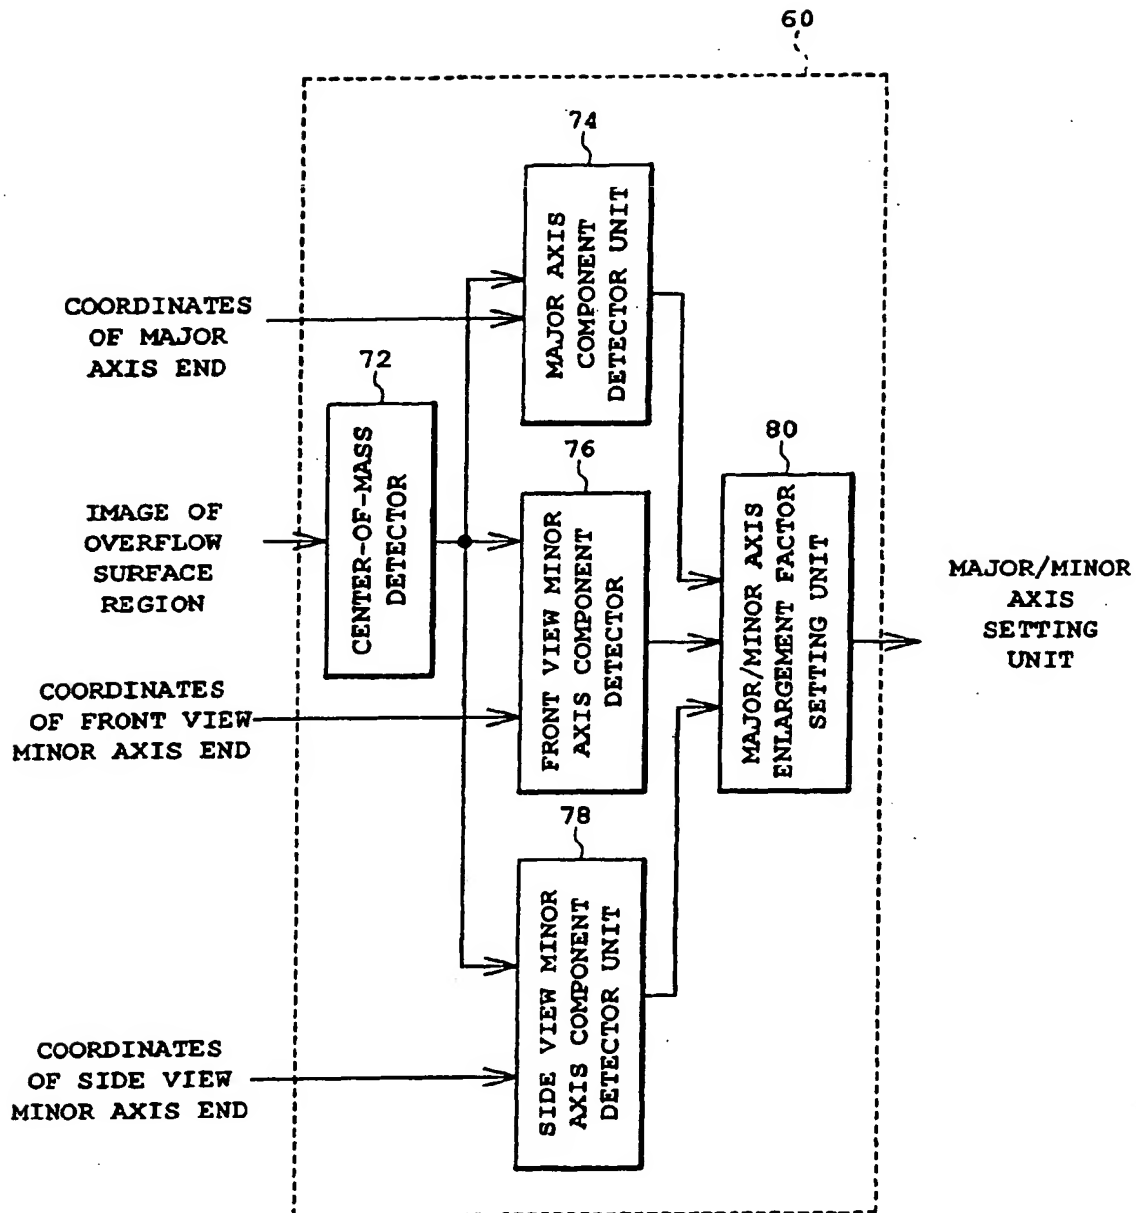 60
74
MAJOR AXIS
COMPONENT
DETECTOR UNIT
COORDINATES
OF MAJOR
AXIS END
72
CENTER-OF-MASS
DETECTOR
76
FRONT VIEW MINOR
AXIS COMPONENT
DETECTOR
80
MAJOR/MINOR AXIS
ENLARGEMENT FACTOR
SETTING UNIT
IMAGE OF
OVERFLOW
SURFACE
REGION
MAJOR/MINOR
AXIS
SETTING
UNIT
COORDINATES
OF FRONT VIEW
MINOR AXIS END
78
SIDE VIEW MINOR
AXIS COMPONENT
DETECTOR UNIT
COORDINATES
OF SIDE VIEW
MINOR AXIS END